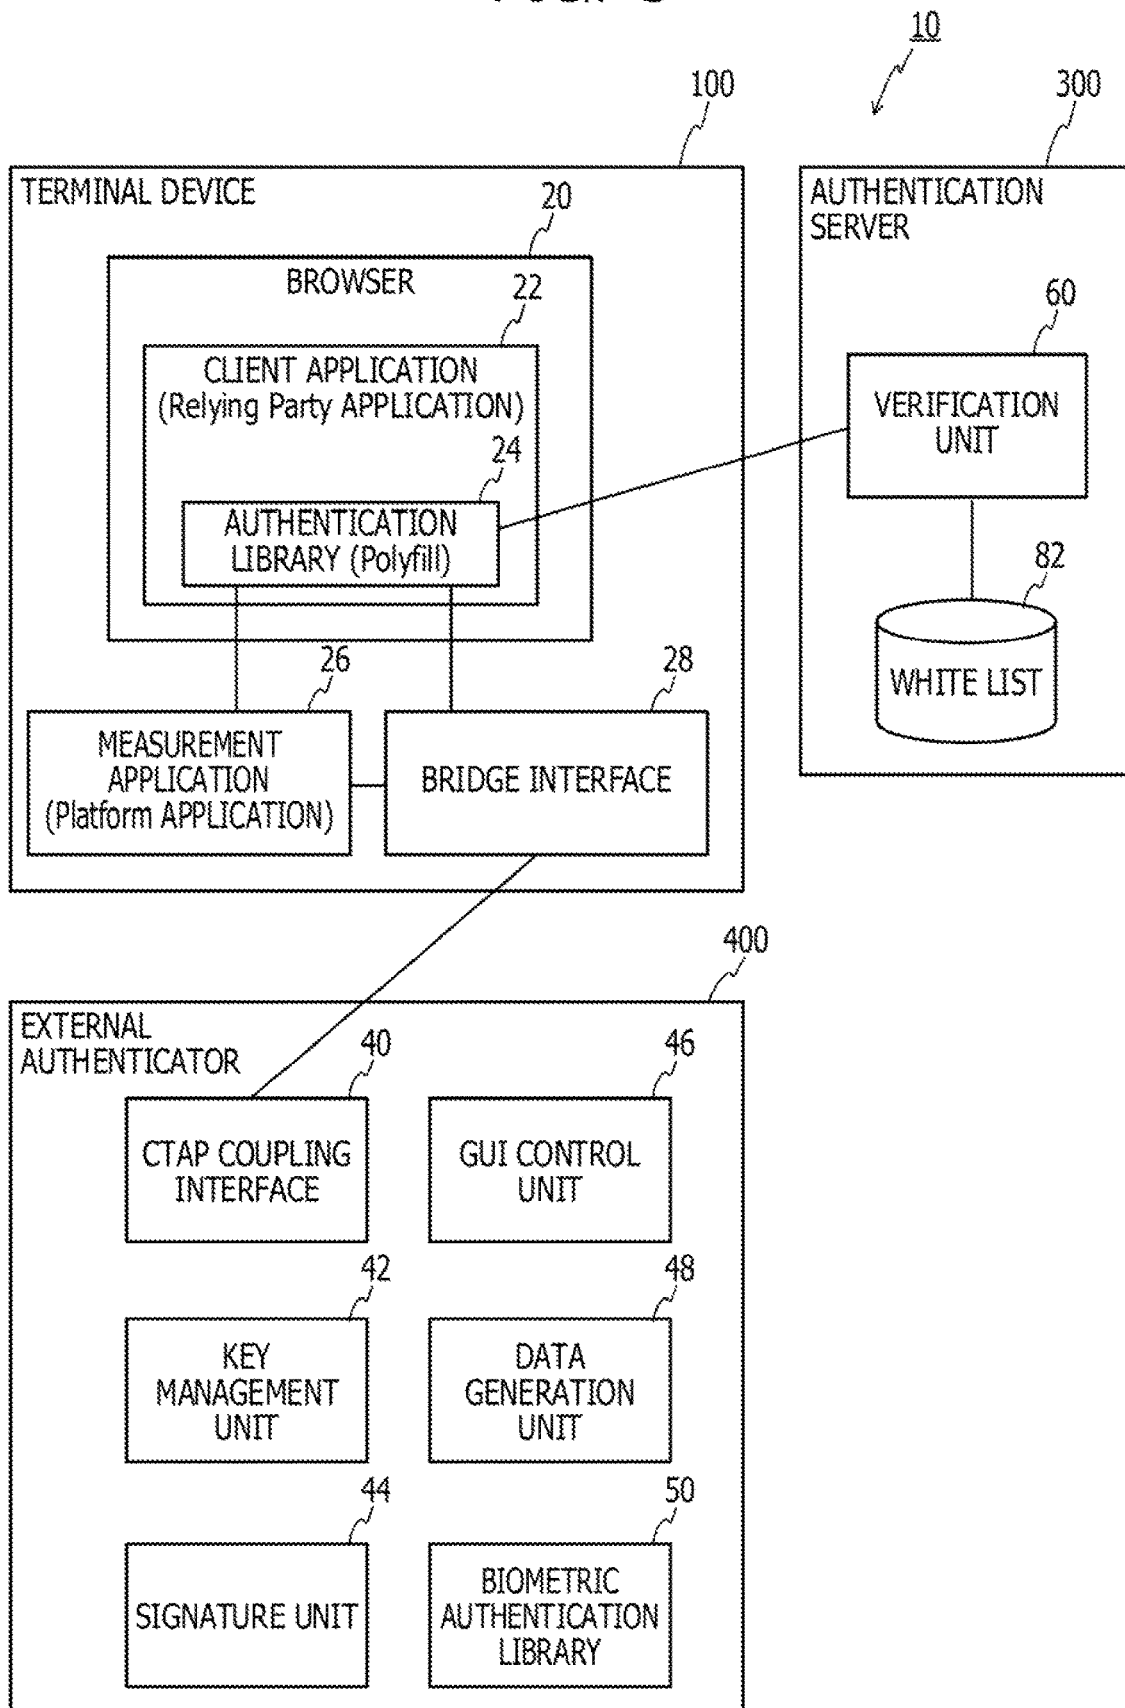 10
100
300
TERMINAL DEVICE
20
BROWSER
22
CLIENT APPLICATION
(Relying Party APPLICATION)
24
AUTHENTICATION
LIBRARY (Polyfill)
26
MEASUREMENT
APPLICATION
(Platform APPLICATION)
28
BRIDGE INTERFACE
AUTHENTICATION
SERVER
60
VERIFICATION
UNIT
82
WHITE LIST
400
EXTERNAL
AUTHENTICATOR
40
CTAP COUPLING
INTERFACE
46
GUI CONTROL
UNIT
42
KEY
MANAGEMENT
UNIT
48
DATA
GENERATION
UNIT
44
SIGNATURE UNIT
50
BIOMETRIC
AUTHENTICATION
LIBRARY